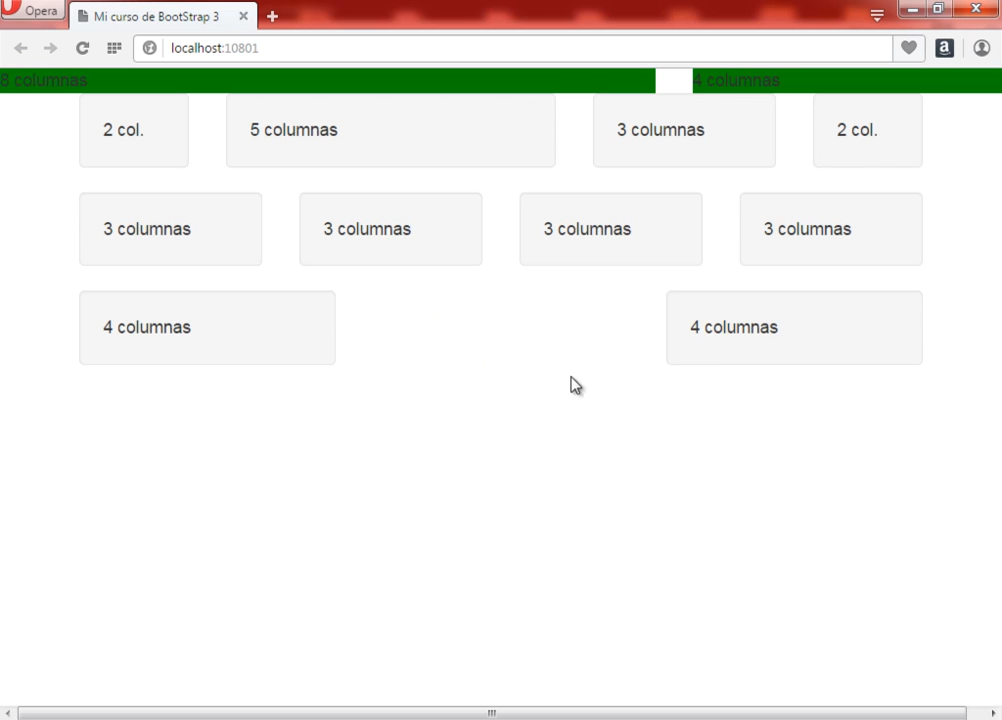 Opera
Mi curso de BootStrap 3
localhost:10801
8 columnas 4 columnas
2 col. 5 columnas 3 columnas 2 col.
3 columnas 3 columnas 3 columnas 3 columnas
4 columnas 4 columnas